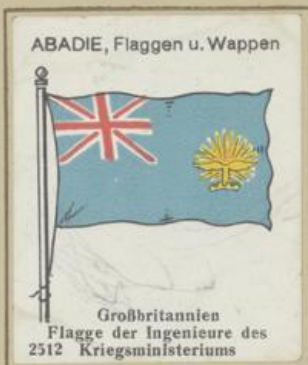 ABADIE, Flaggen u. Wappen
Großbritannien
Flagge der Ingenieure des
2512 Kriegsministeriums